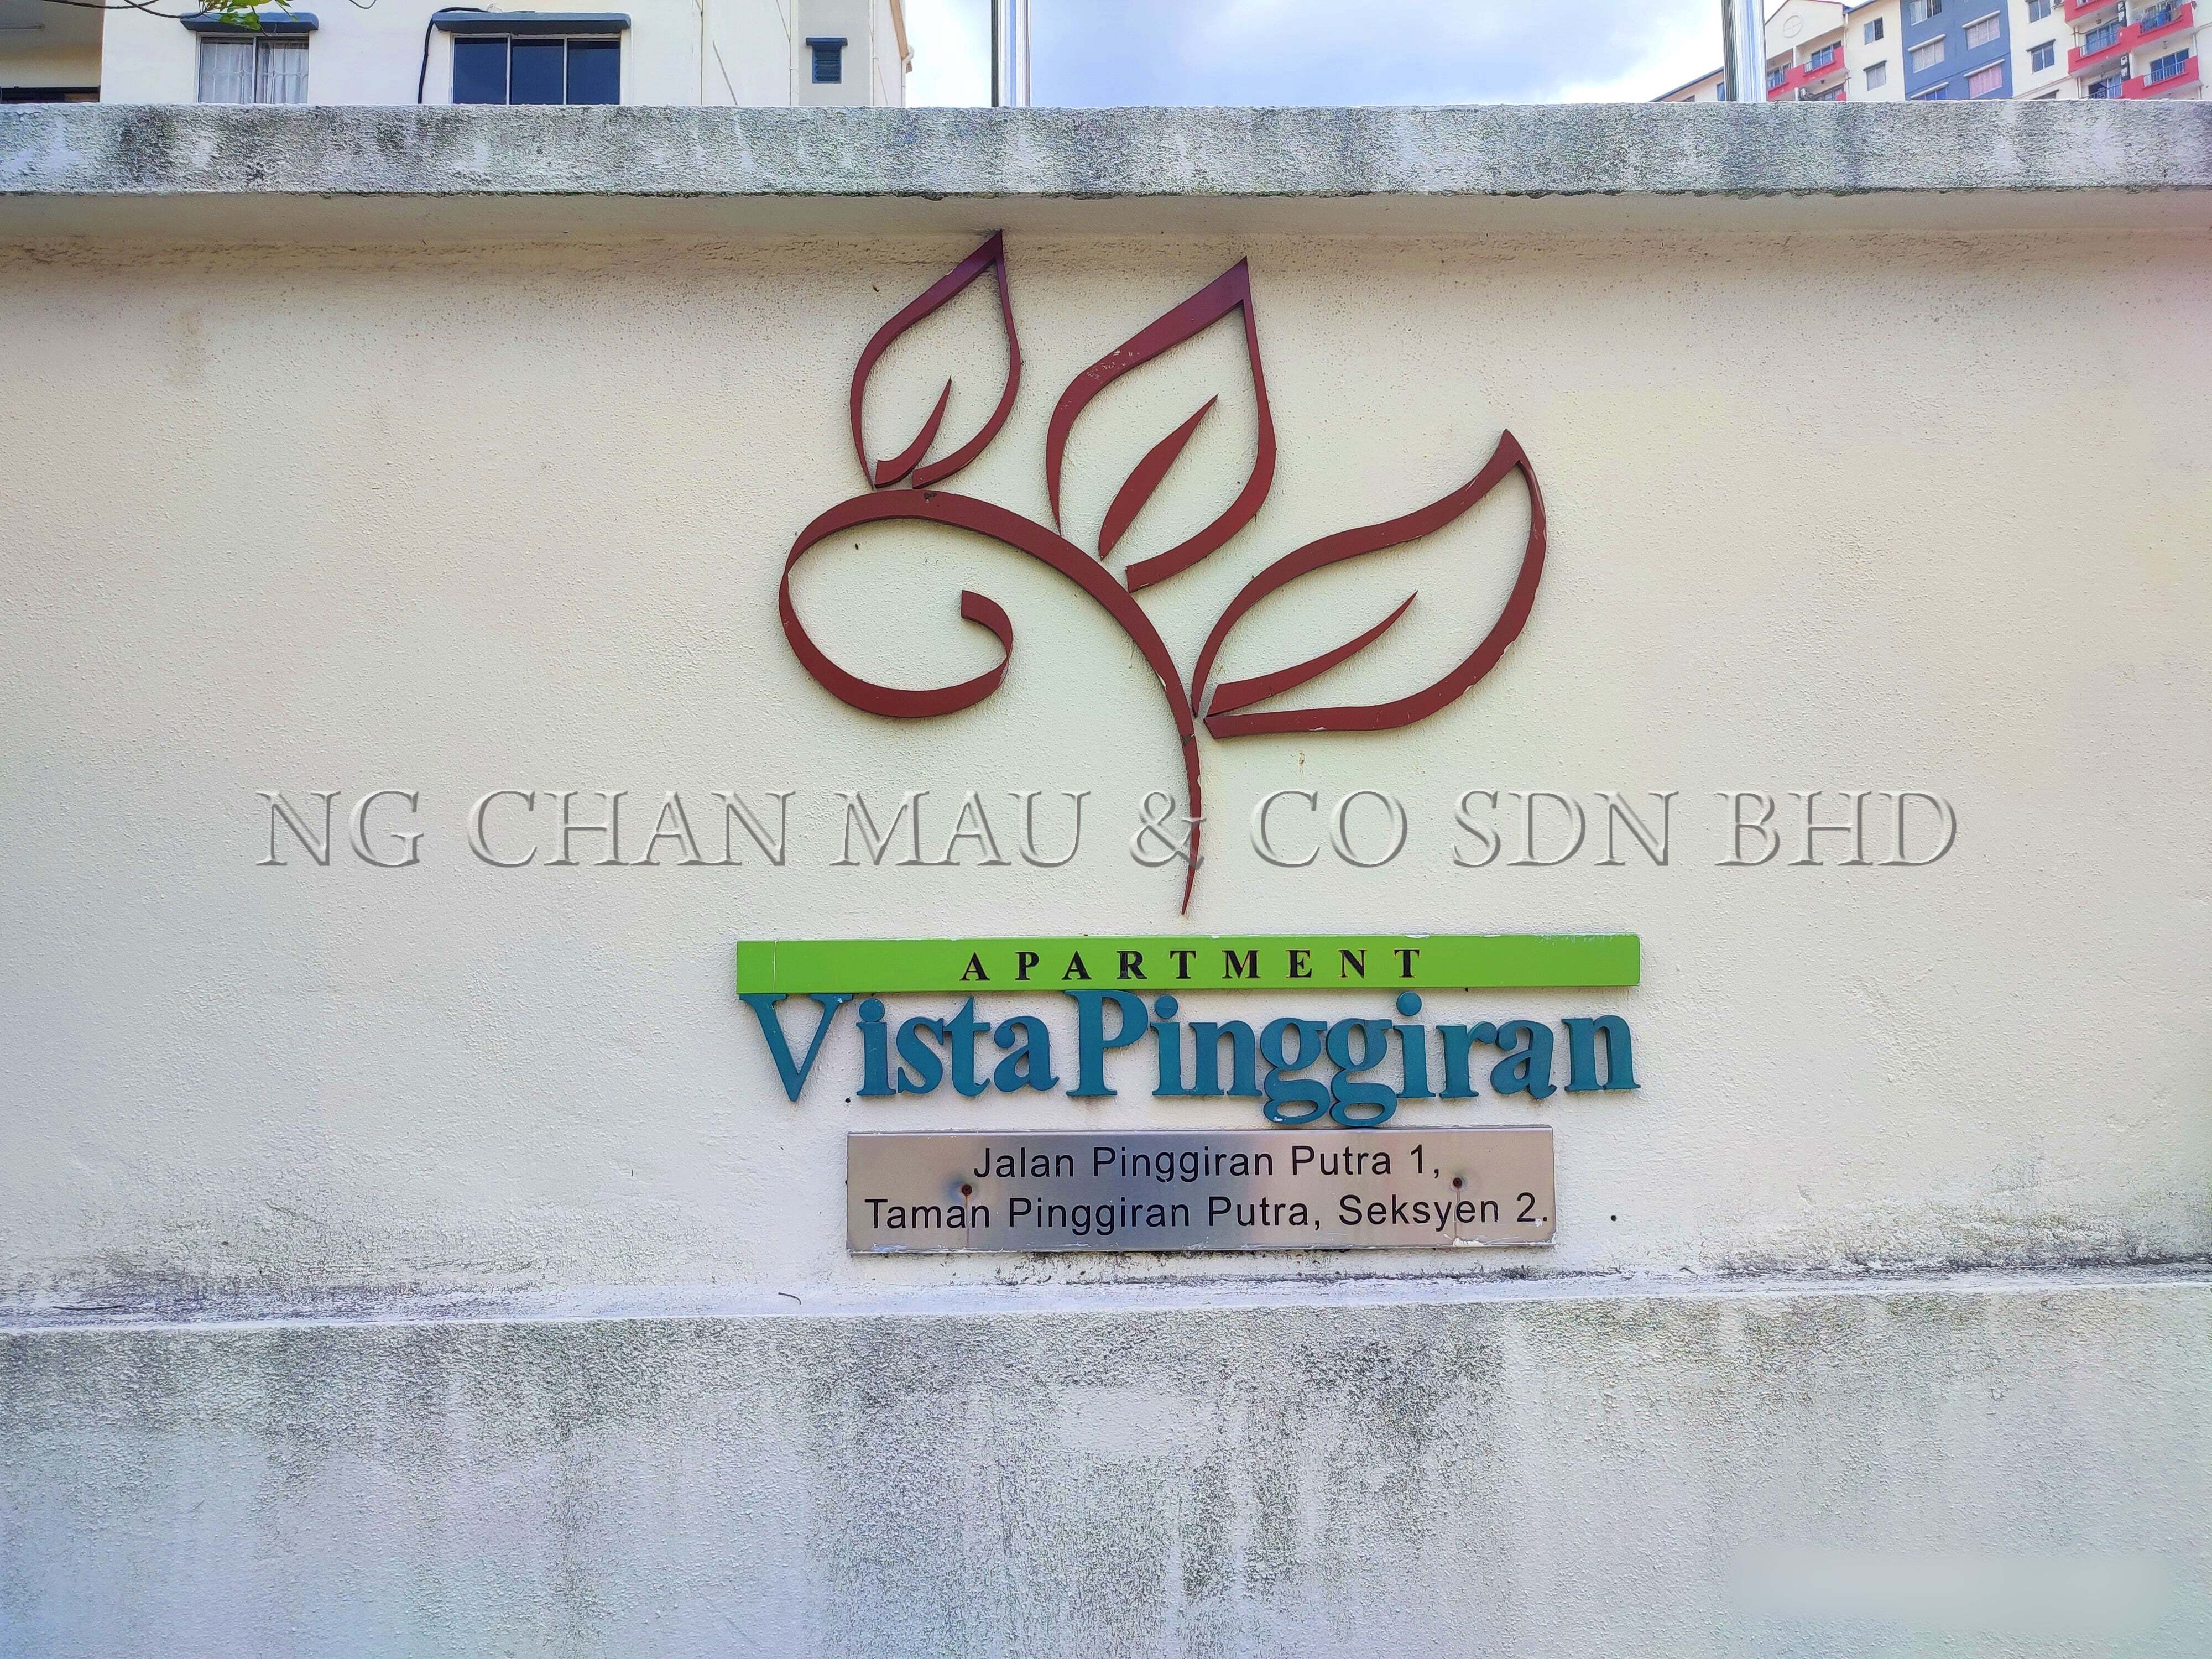 NG CHAN MAU & CO SDN BHD
APARTMENT
Vista Pinggiran
Jalan Pinggiran Putra 1,
Taman Pinggiran Putra, Seksyen 2.